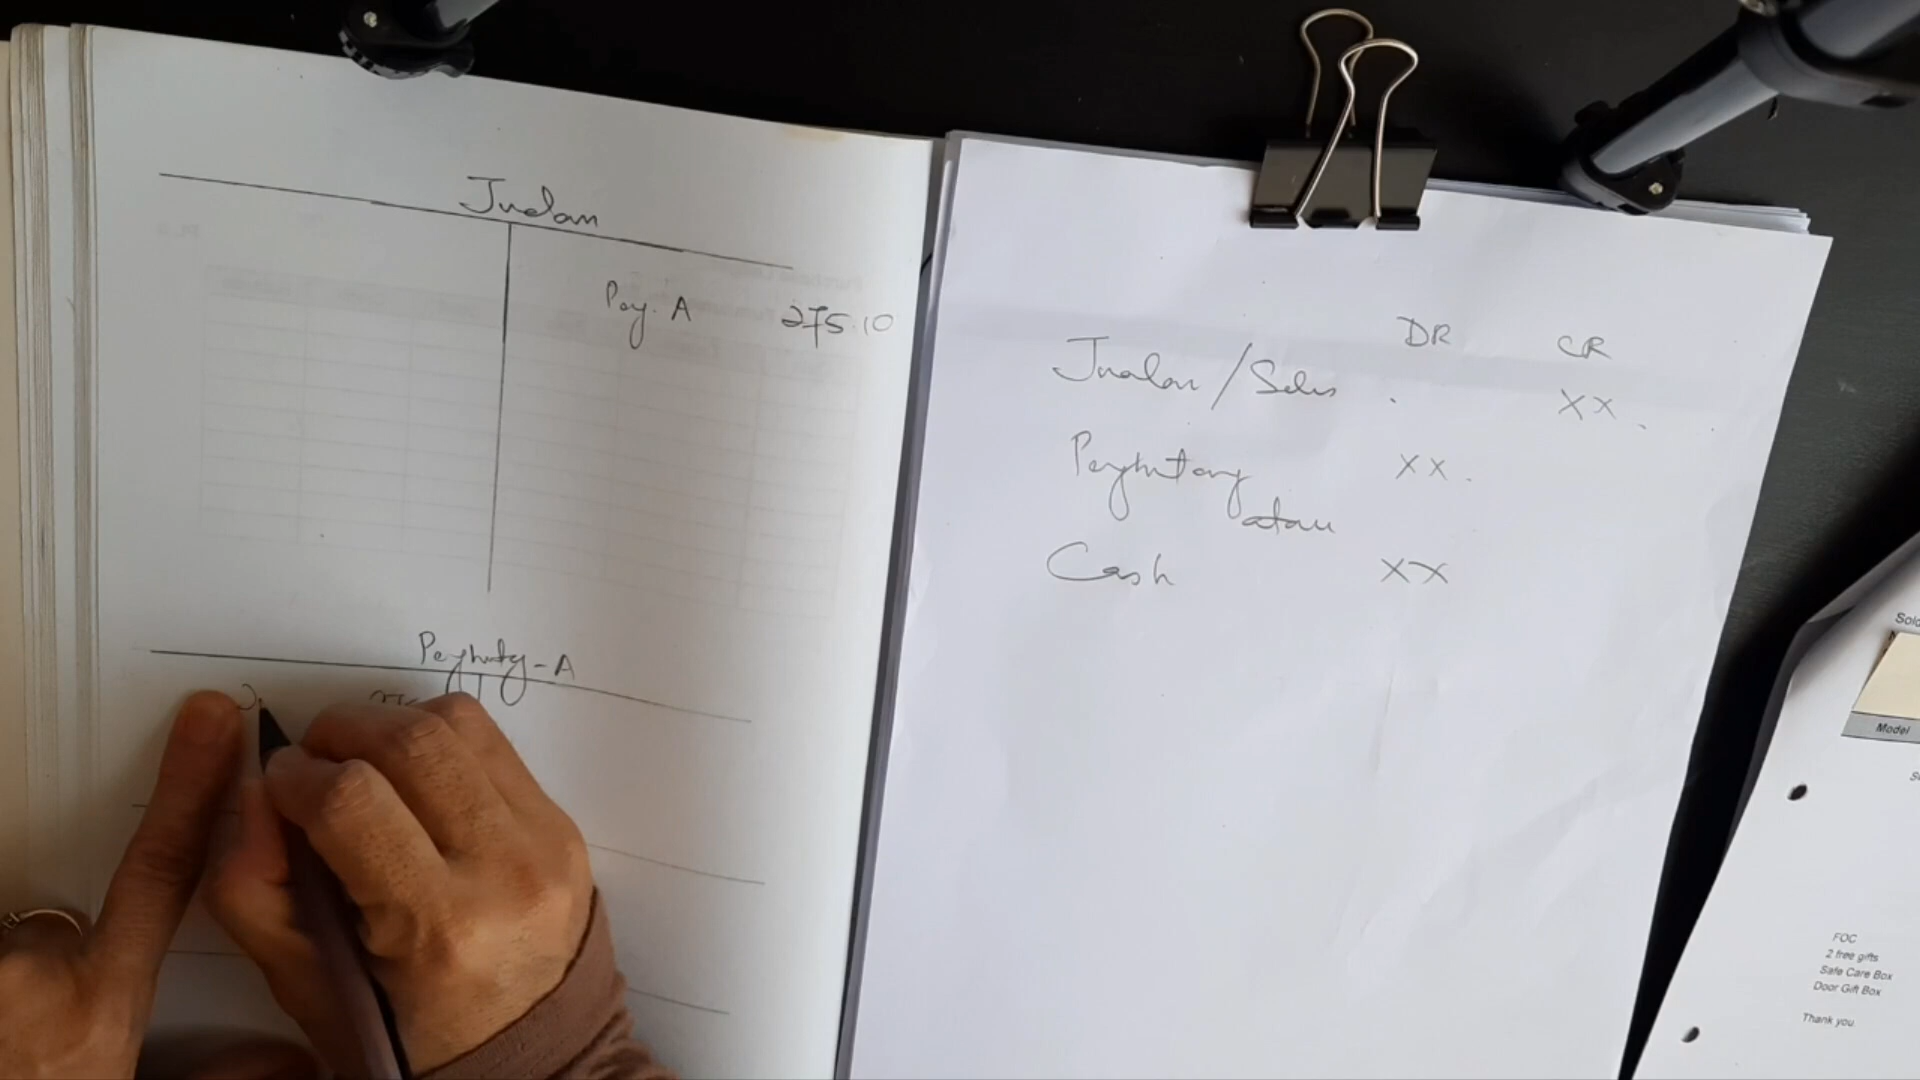 Jualan
Peng. A 275.10
Penghutang-A
DR CR
Jualan / Sales XX
Penghutang XX
atau
Cash XX
Model
FOC
2 free gifts
Safe Care Box
Door Gift Box
Thank you